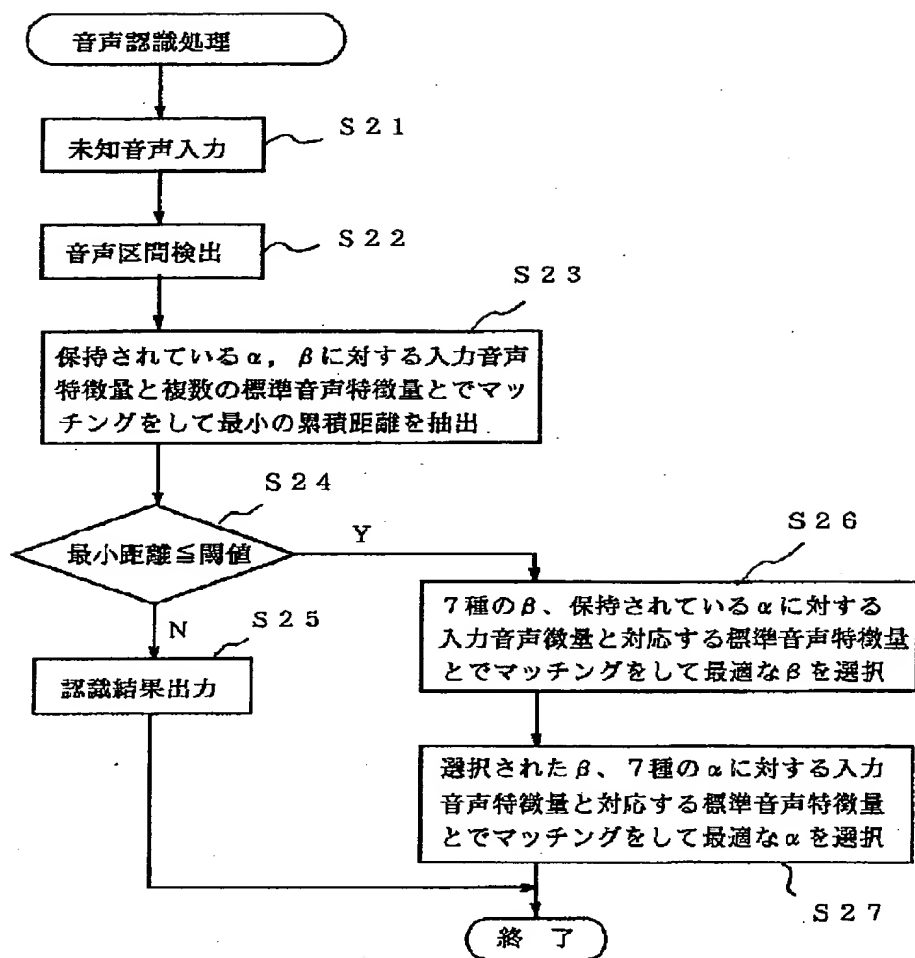 音声認識処理
S21
未知音声入力
S22
音声区間検出
S23
保持されているα，βに対する入力音声
特徴量と複数の標準音声特徴量とでマッ
チングをして最小の累積距離を抽出
S24
最小距離≦閾値
Y
N
S25
認識結果出力
S26
7種のβ、保持されているαに対する
入力音声徴量と対応する標準音声特徴量
とでマッチングをして最適なβを選択
選択されたβ、7種のαに対する入力
音声特徴量と対応する標準音声特徴量
とでマッチングをして最適なαを選択
S27
終 了